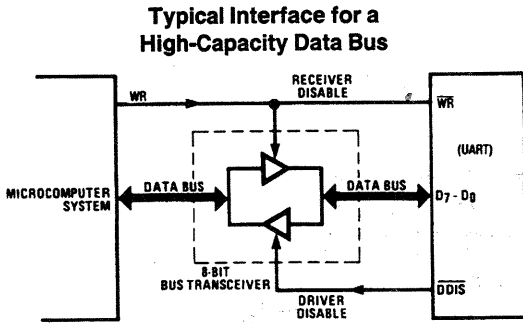 Typical Interface for a
High-Capacity Data Bus
WR
RECEIVER
DISABLE
WR
(UART)
MICROCOMPUTER
SYSTEM
DATA BUS
DATA BUS
D7 - D0
8-BIT
BUS TRANSCEIVER
DRIVER
DISABLE
DDIS